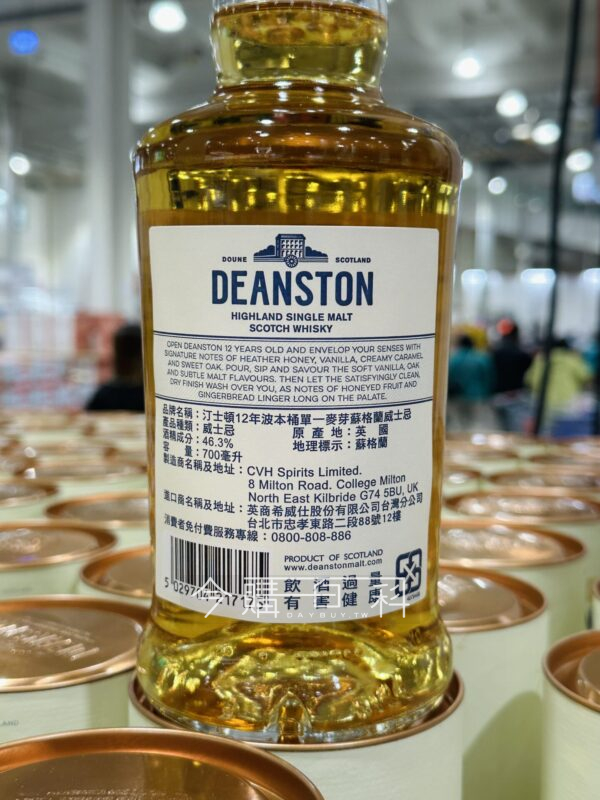 DOUNE SCOTLAND
DEANSTON
HIGHLAND SINGLE MALT
SCOTCH WHISKY
OPEN DEANSTON 12 YEARS OLD AND ENVELOP YOUR SENSES WITH
SIGNATURE NOTES OF HEATHER HONEY, VANILLA, CREAMY CARAMEL
AND SWEET OAK. POUR, SIP AND SAVOUR THE SOFT VANILLA, OAK
AND SUBTLE MALT FLAVOURS. THEN LET THE SATISFYINGLY CLEAN,
DRY FINISH WASH OVER YOU, AS NOTES OF HONEYED FRUIT AND
GINGERBREAD LINGER LONG ON THE PALATE.
品牌名稱：汀士頓12年波本桶單一麥芽蘇格蘭威士忌
產品種類：威士忌 原產地：英國
酒精成分：46.3% 地理標示：蘇格蘭
容量：700毫升
製造商名稱及地址：CVH Spirits Limited.
8 Milton Road. College Milton
North East Kilbride G74 5BU, UK
進口商名稱及地址：英商希威仕股份有限公司台灣分公司
台北市忠孝東路二段88號12樓
消費者免付費服務專線：0800-808-886
PRODUCT OF SCOTLAND
www.deanstonmalt.com
飲酒過量
有害健康
今購百科
DAYBUY.TW